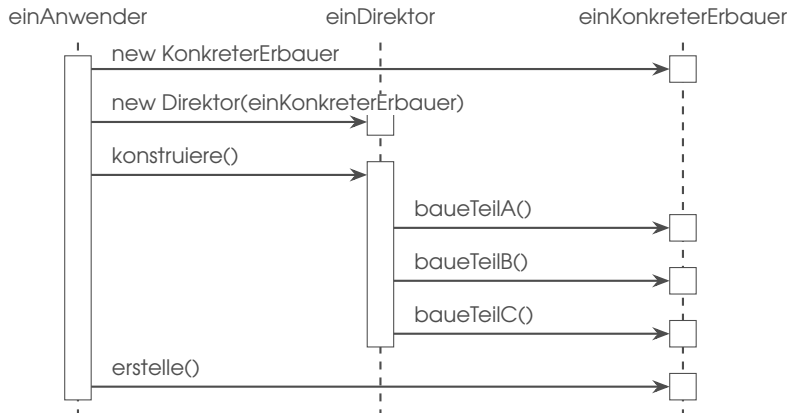 einAnwender
einDirektor
einKonkreterErbauer
new KonkreterErbauer
new Direktor(einKonkreterErbauer)
konstruiere()
baueTeilA()
baueTeilB()
baueTeilC()
erstelle()